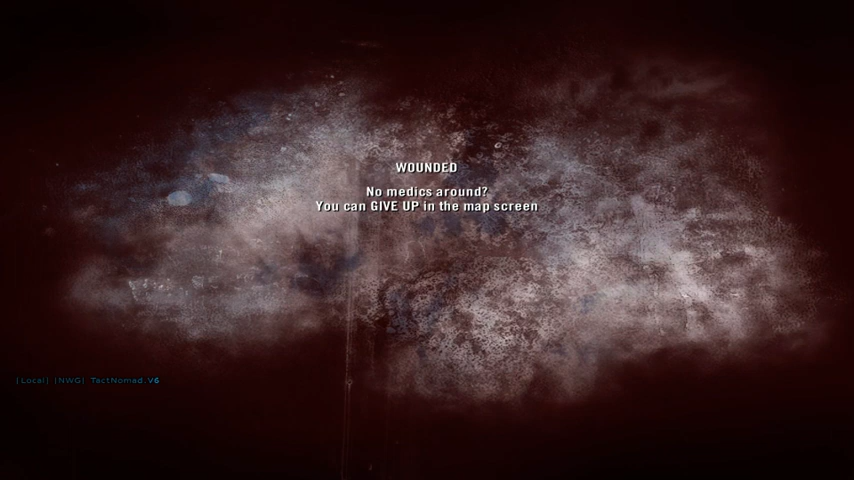 WOUNDED
No medics around?
You can GIVE UP in the map screen
|Local| |NWG| TactNomad.V6